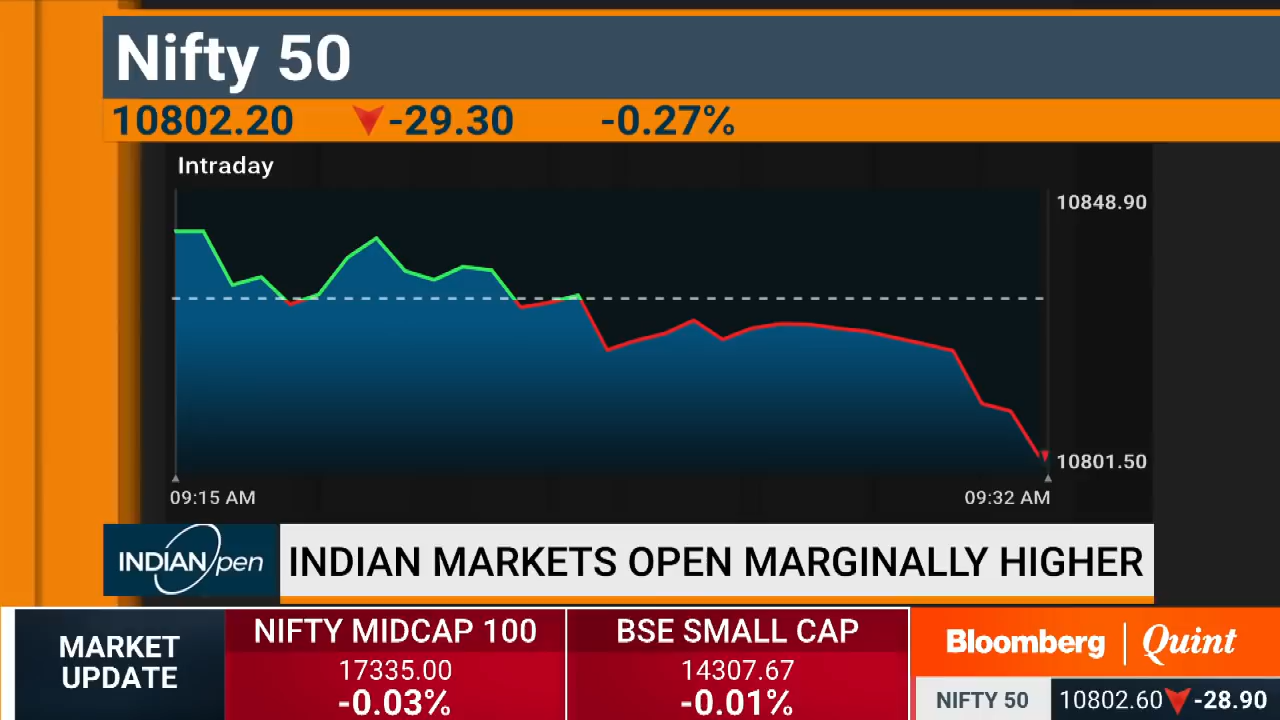 Nifty 50
10802.20 -29.30 -0.27%
Intraday
10848.90
10801.50
09:15 AM 09:32 AM
INDIAN Open INDIAN MARKETS OPEN MARGINALLY HIGHER
MARKET UPDATE
NIFTY MIDCAP 100
17335.00
-0.03%
BSE SMALL CAP
14307.67
-0.01%
Bloomberg | Quint
NIFTY 50 10802.60 -28.90